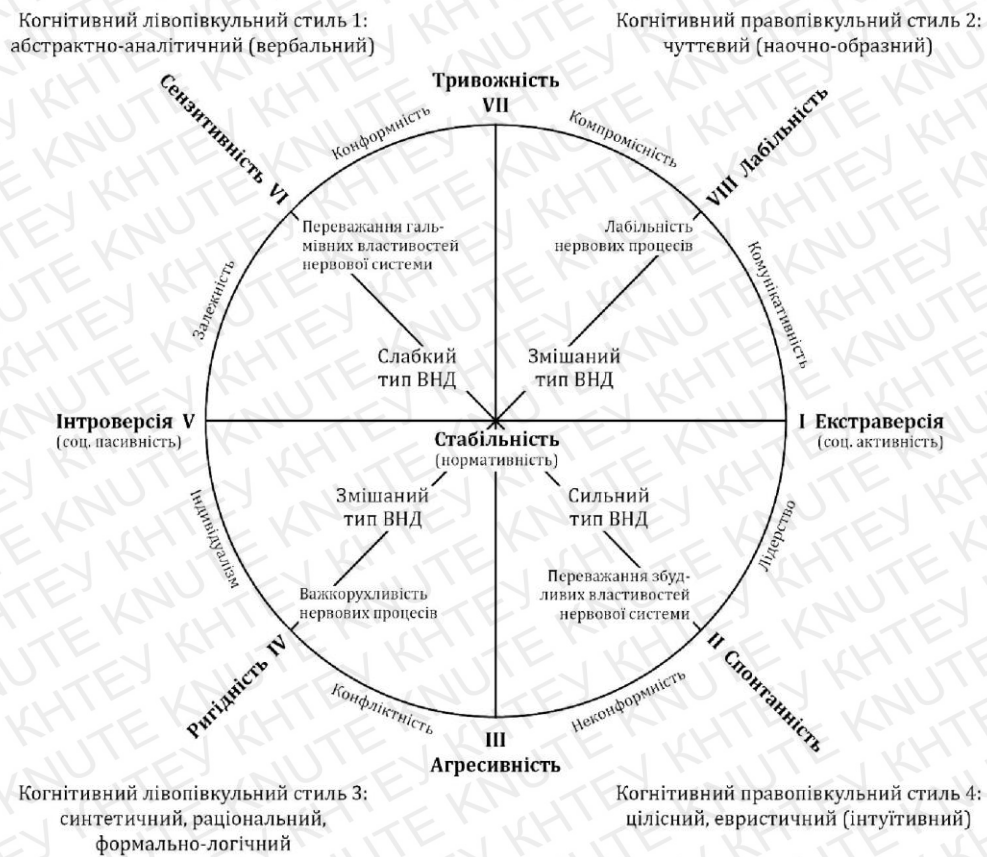 Когнітивний лівопівкульний стиль 1:
абстрактно-аналітичний (вербальний)
Когнітивний правопівкульний стиль 2:
чуттєвий (наочно-образний)
Тривожність
VII
Сензитивність VI
Конформність
Компромісність
VIII Лабільність
Переважання галь-
мівних властивостей
нервової системи
Лабільність
нервових процесів
Залежність
Комунікативність
Слабкий
тип ВНД
Змішаний
тип ВНД
Інтроверсія V
(соц. пасивність)
I Екстраверсія
(соц. активність)
Стабільність
(нормативність)
Змішаний
тип ВНД
Сильний
тип ВНД
Індивідуалізм
Лідерство
Важкорухливість
нервових процесів
Переважання збуд-
ливих властивостей
нервової системи
Ригідність IV
Конфліктність
Неконформність
II Спонтанність
III
Агресивність
Когнітивний лівопівкульний стиль 3:
синтетичний, раціональний,
формально-логічний
Когнітивний правопівкульний стиль 4:
цілісний, евристичний (інтуїтивний)